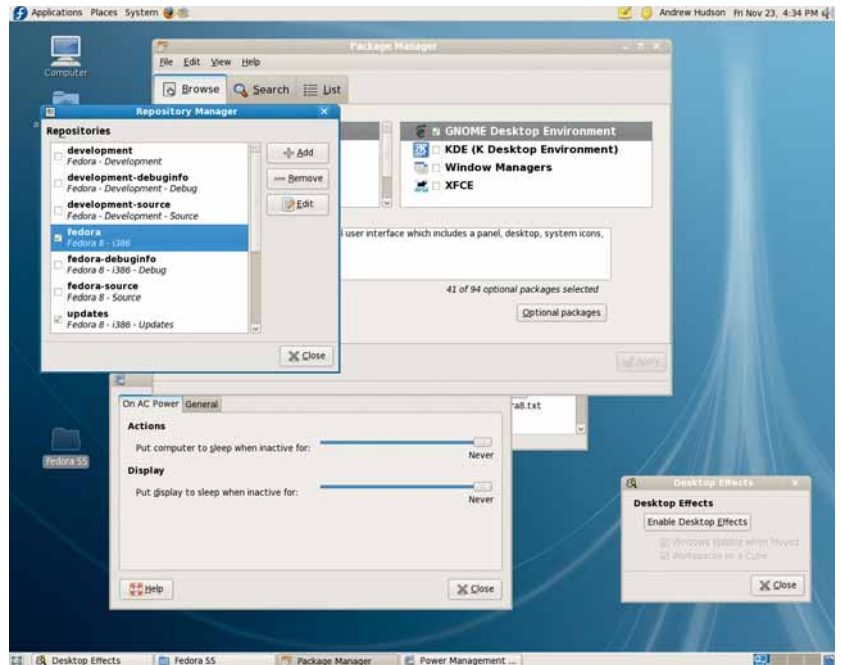 Applications Places System
Andrew Hudson Fri Nov 23, 4:34 PM
Computer
Package Manager
File Edit View Help
Browse Search List
Repository Manager
Repositories
development
Fedora - Development
development-debuginfo
Fedora - Development - Debug
development-source
Fedora - Development - Source
fedora
Fedora 8 - i386
fedora-debuginfo
Fedora 8 - i386 - Debug
fedora-source
Fedora 8 - Source
updates
Fedora 8 - i386 - Updates
Add
Remove
Edit
Close
GNOME Desktop Environment
KDE (K Desktop Environment)
Window Managers
XFCE
user interface which includes a panel, desktop, system icons,
41 of 94 optional packages selected
Optional packages
Apply
ra8.txt
On AC Power General
Actions
Put computer to sleep when inactive for:
Never
Display
Put display to sleep when inactive for:
Never
Help
Close
Fedora SS
Desktop Effects
Desktop Effects
Enable Desktop Effects
Windows Wobble when Moved
Workspaces on a Cube
Close
Desktop Effects
Fedora SS
Package Manager
Power Management ...